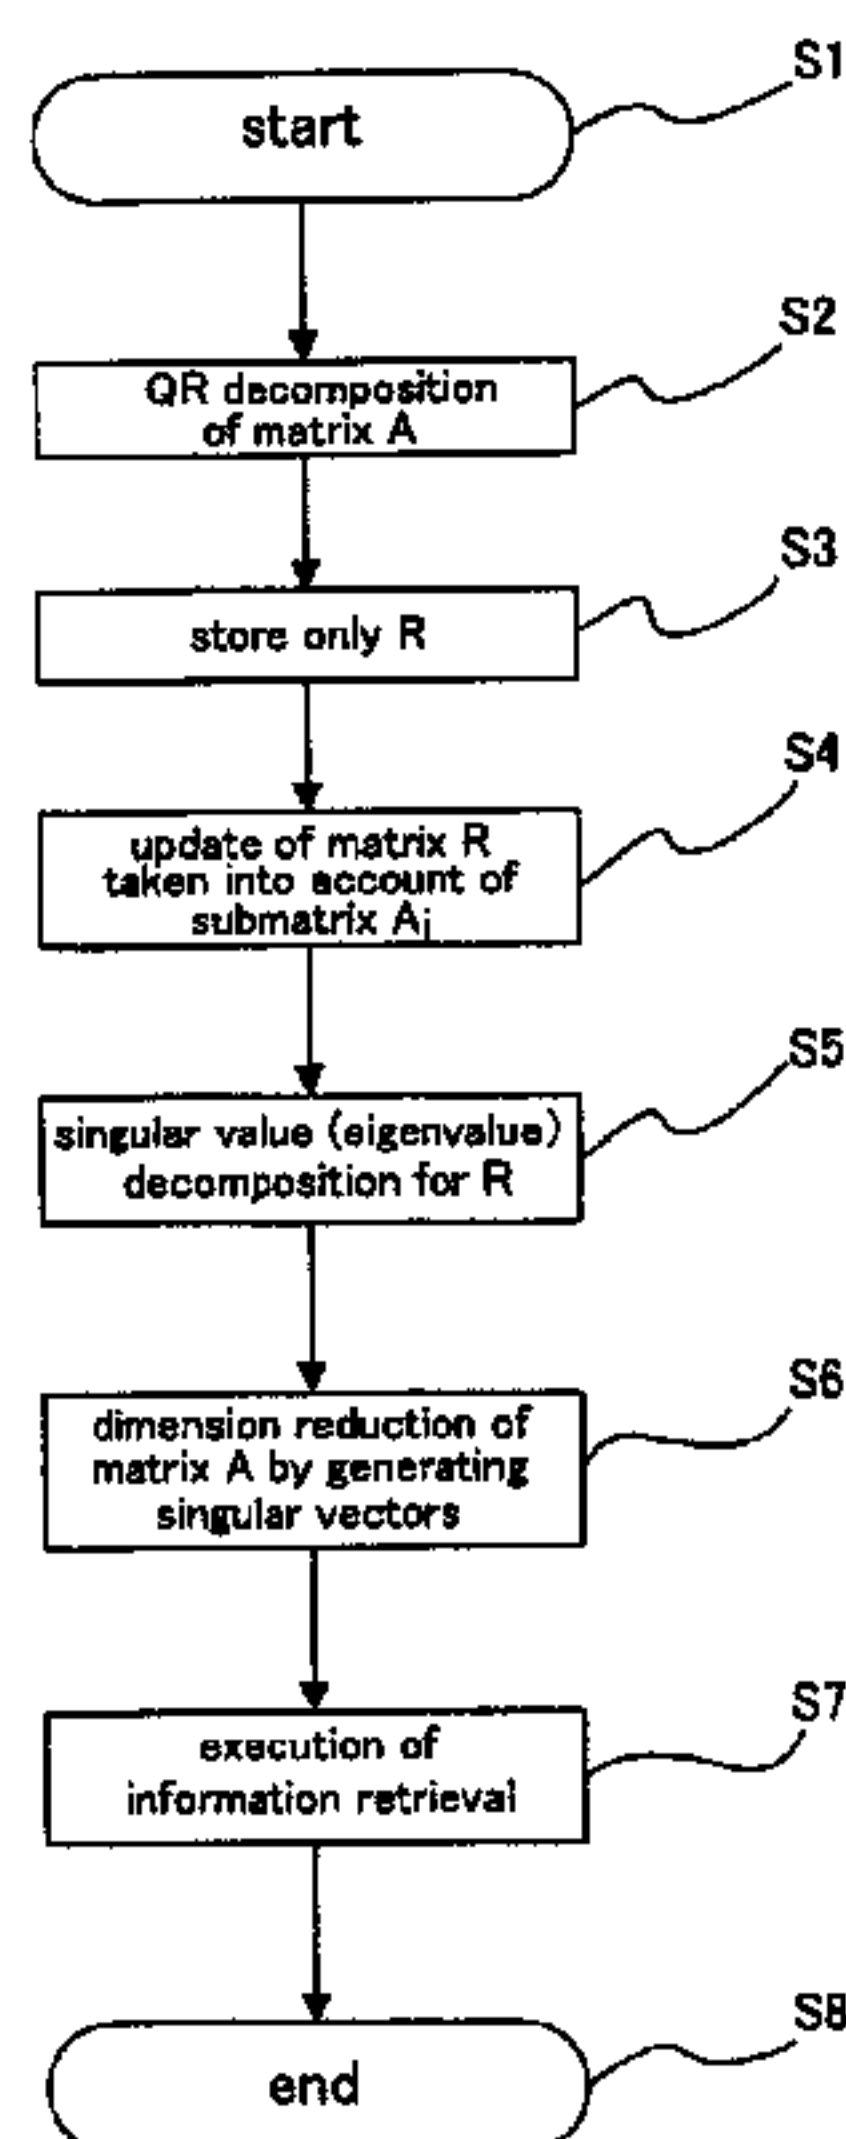 S1
start
S2
QR decomposition
of matrix A
S3
store only R
S4
update of matrix R
taken into account of
submatrix Ai
S5
singular value (eigenvalue)
decomposition for R
S6
dimension reduction of
matrix A by generating
singular vectors
S7
execution of
information retrieval
S8
end